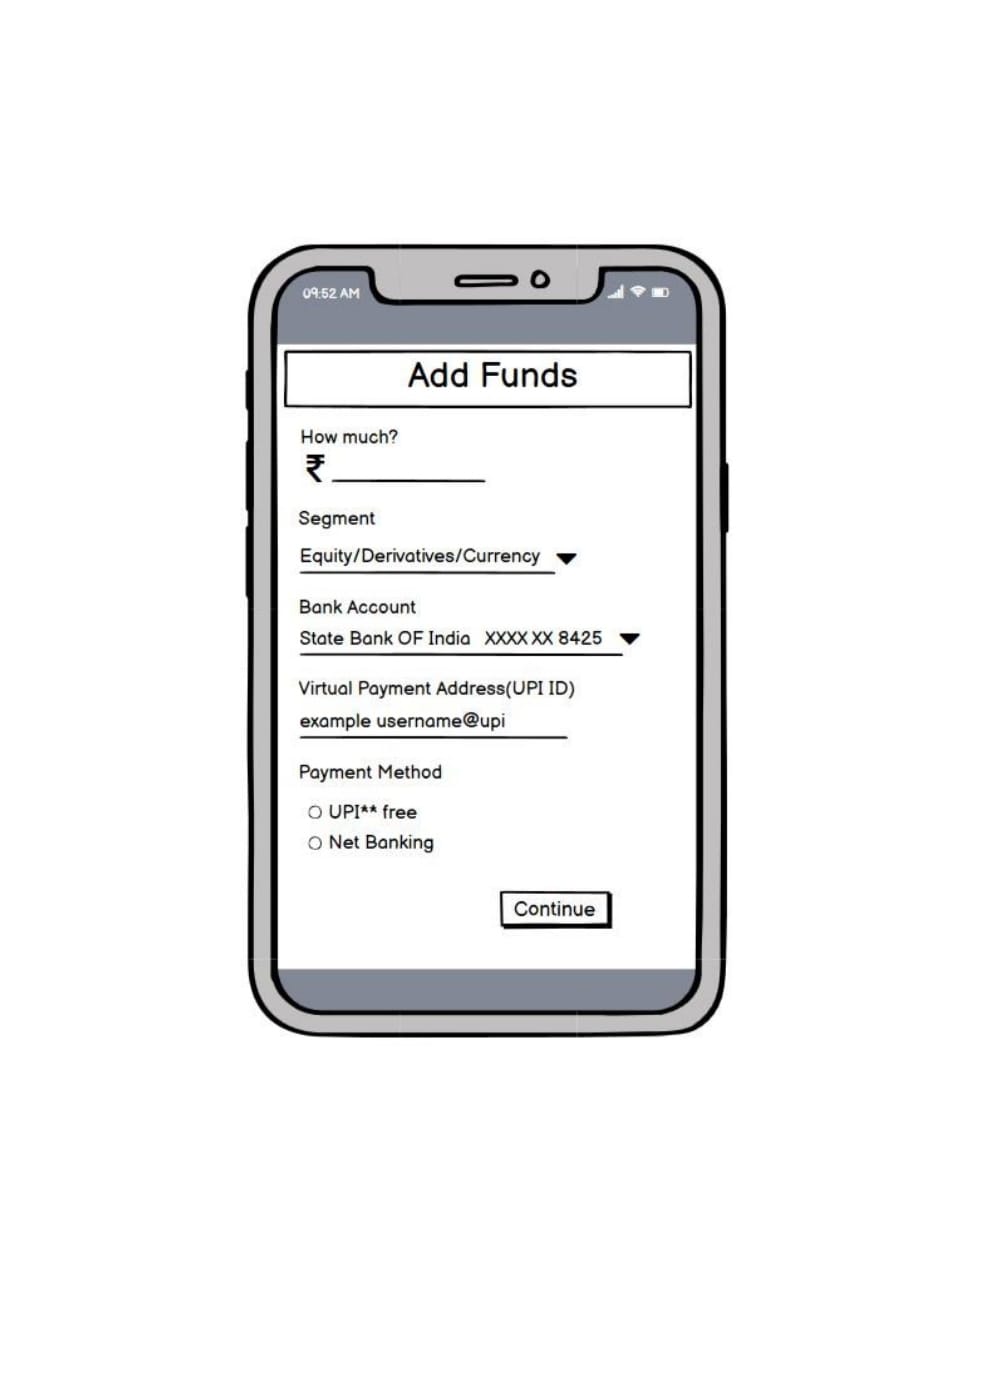 09:52 AM
Add Funds
How much?
₹
Segment
Equity/Derivatives/Currency
Bank Account
State Bank OF India XXXX XX 8425
Virtual Payment Address(UPI ID)
example username@upi
Payment Method
UPI** free
Net Banking
Continue